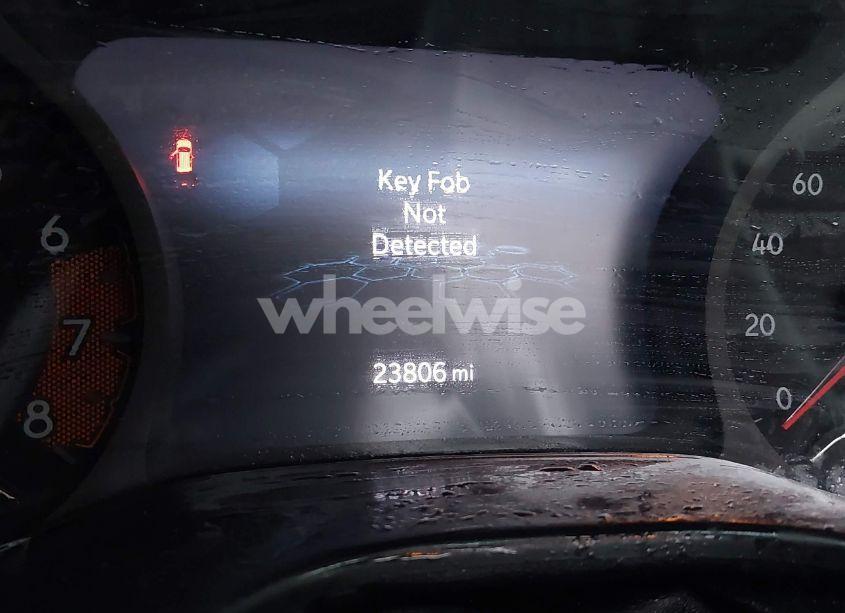 Key Fob
Not
Detected
wheelwise
23806 mi
6
7
8
60
40
20
0